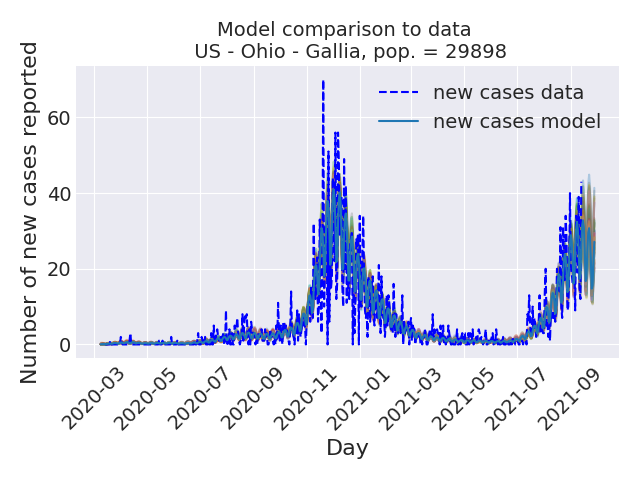 Model comparison to data
US - Ohio - Gallia, pop. = 29898
Number of new cases reported
new cases data
new cases model
60
40
20
0
2020-03
2020-05
2020-07
2020-09
2020-11
2021-01
2021-03
2021-05
2021-07
2021-09
Day